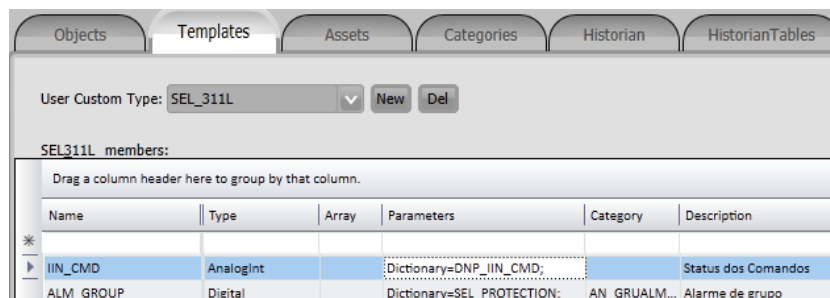 Objects Templates Assets Categories Historian HistorianTables
User Custom Type: SEL_311L New Del
SEL311L members:
Drag a column header here to group by that column.
Name Type Array Parameters Category Description
IIN_CMD AnalogInt Dictionary=DNP_IIN_CMD; Status dos Comandos
ALM_GROUP Digital Dictionary=SEL_PROTECTION; AN_GRUALM... Alarme de grupo